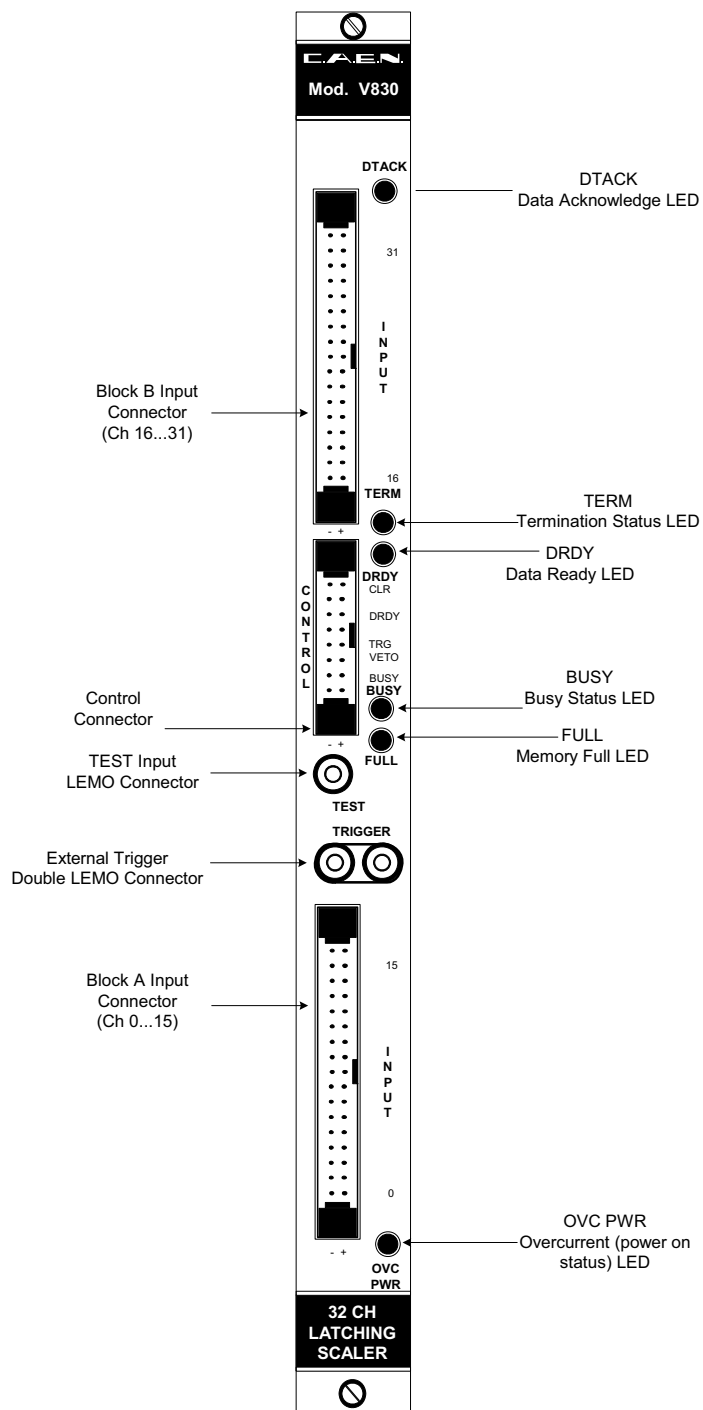 C.A.E.N.
Mod. V830
DTACK
DTACK
Data Acknowledge LED
31
I
N
P
U
T
Block B Input
Connector
(Ch 16...31)
16
TERM
TERM
Termination Status LED
- +
DRDY
Data Ready LED
DRDY
CLR
C
O
N
T
R
O
L
DRDY
TRG
VETO
BUSY
BUSY
BUSY
Busy Status LED
Control
Connector
- +
FULL
FULL
Memory Full LED
TEST Input
LEMO Connector
TEST
TRIGGER
External Trigger
Double LEMO Connector
15
Block A Input
Connector
(Ch 0...15)
I
N
P
U
T
0
OVC PWR
Overcurrent (power on
status) LED
- +
OVC
PWR
32 CH
LATCHING
SCALER